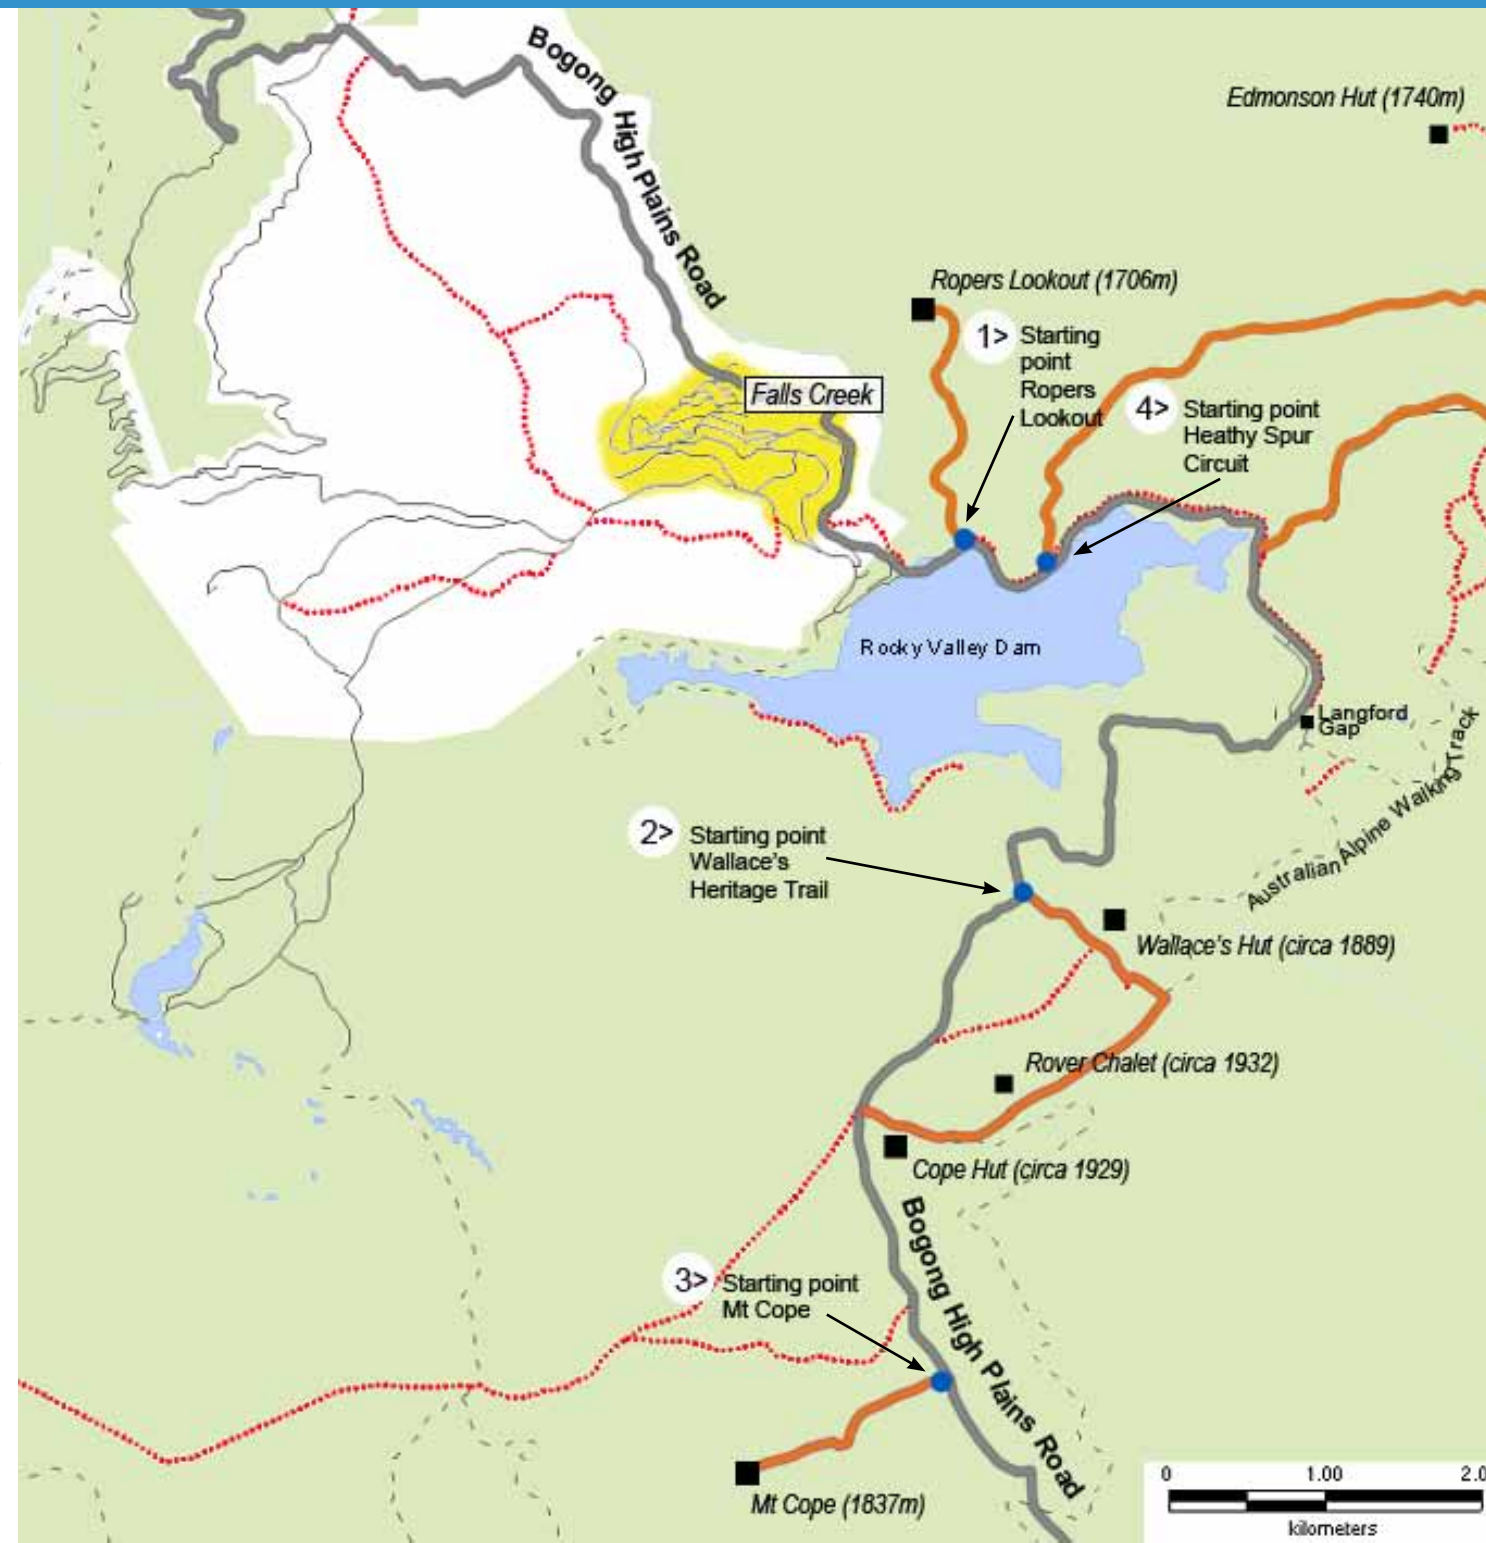 Bogong High Plains Road
Edmonson Hut (1740m)
Ropers Lookout (1706m)
1> Starting
point
Ropers
Lookout
Falls Creek
4> Starting point
Heathy Spur
Circuit
Rocky Valley Dam
Langford
Gap
Australian Alpine Walking Track
2> Starting point
Wallace's
Heritage Trail
Wallace's Hut (circa 1889)
Rover Chalet (circa 1932)
Cope Hut (circa 1929)
Bogong High Plains Road
3> Starting point
Mt Cope
Mt Cope (1837m)
0 1.00 2.0
kilometers